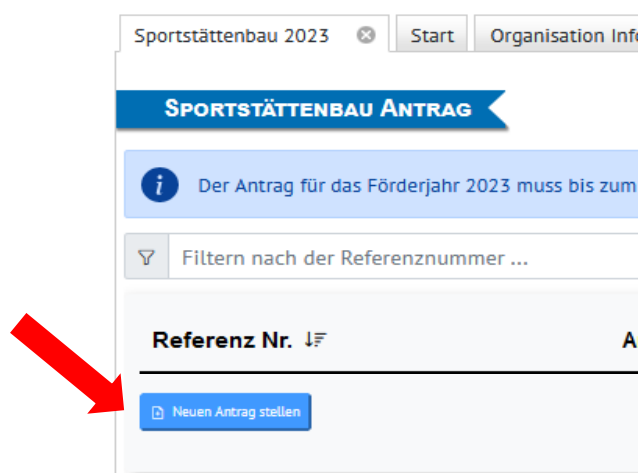 Sportstättenbau 2023 Start Organisation Info
SPORTSTÄTTENBAU ANTRAG
Der Antrag für das Förderjahr 2023 muss bis zum
Filtern nach der Referenznummer ...
Referenz Nr. A
Neuen Antrag stellen